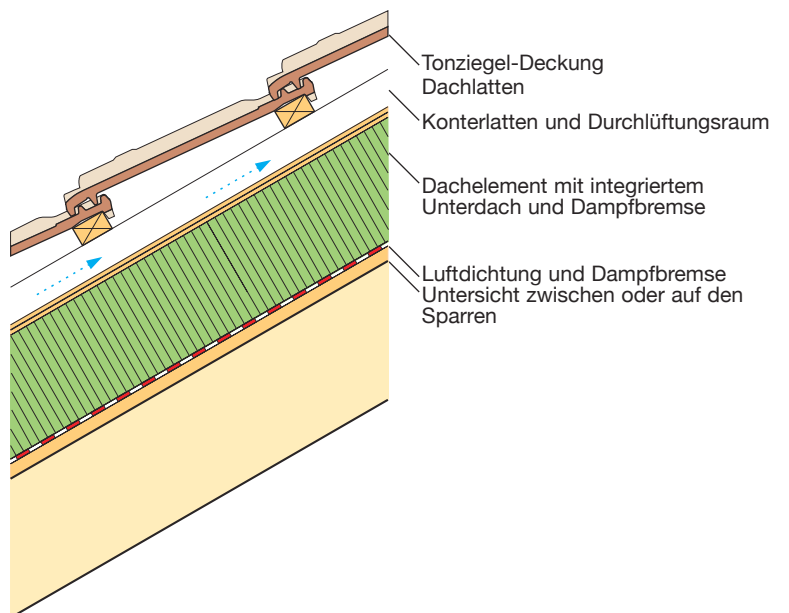 Tonziegel-Deckung
Dachlatten
Konterlatten und Durchlüftungsraum
Dachelement mit integriertem
Unterdach und Dampfbremse
Luftdichtung und Dampfbremse
Untersicht zwischen oder auf den
Sparren